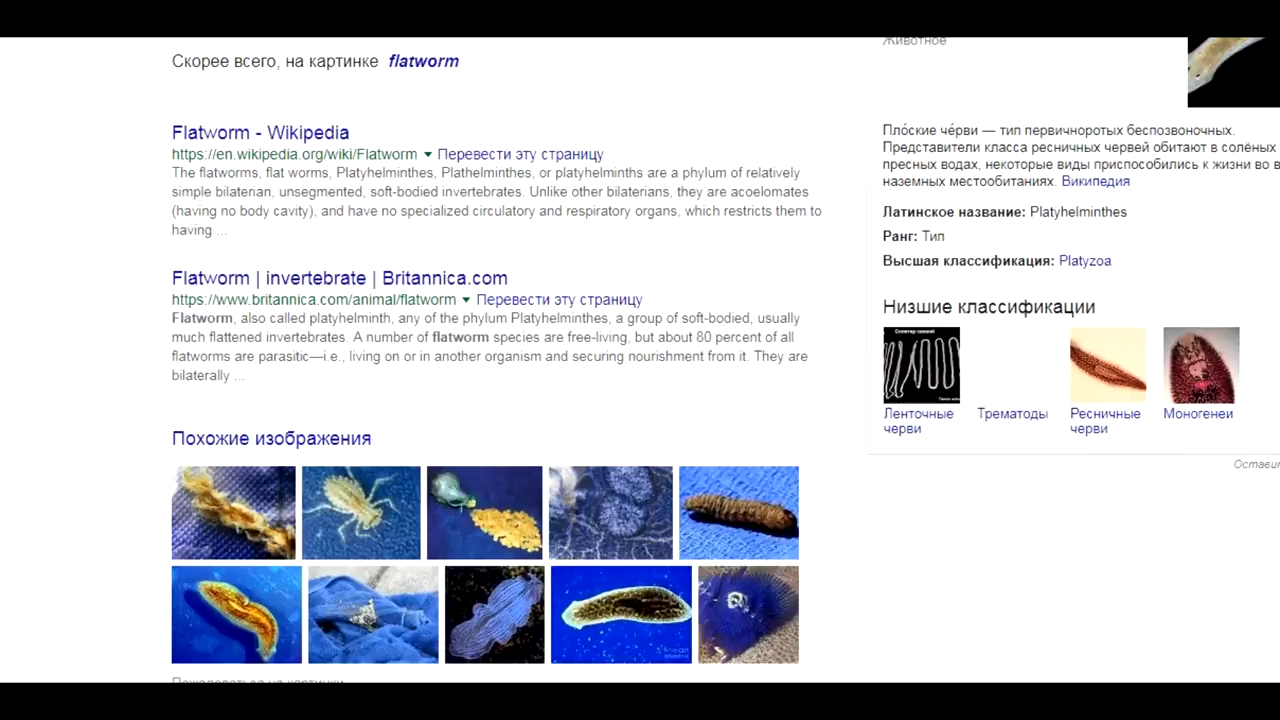 Скорее всего, на картинке flatworm
Flatworm - Wikipedia
https://en.wikipedia.org/wiki/Flatworm ▼ Перевести эту страницу
The flatworms, flat worms, Platyhelminthes, Plathelminthes, or platyhelminths are a phylum of relatively
simple bilaterian, unsegmented, soft-bodied invertebrates. Unlike other bilaterians, they are acoelomates
(having no body cavity), and have no specialized circulatory and respiratory organs, which restricts them to
having ...
Flatworm | invertebrate | Britannica.com
https://www.britannica.com/animal/flatworm ▼ Перевести эту страницу
Flatworm, also called platyhelminth, any of the phylum Platyhelminthes, a group of soft-bodied, usually
much flattened invertebrates. A number of flatworm species are free-living, but about 80 percent of all
flatworms are parasitic—i.e., living on or in another organism and securing nourishment from it. They are
bilaterally ...
Похожие изображения
Пожаловаться на картинки
Животное
Пло́ские че́рви — тип первичноротых беспозвоночных.
Представители класса ресничных червей обитают в солёных
пресных водах, некоторые виды приспособились к жизни во в
наземных местообитаниях. Википедия
Латинское название: Platyhelminthes
Ранг: Тип
Высшая классификация: Platyzoa
Низшие классификации
Ленточные
черви
Трематоды
Ресничные
черви
Моногенеи
Остави